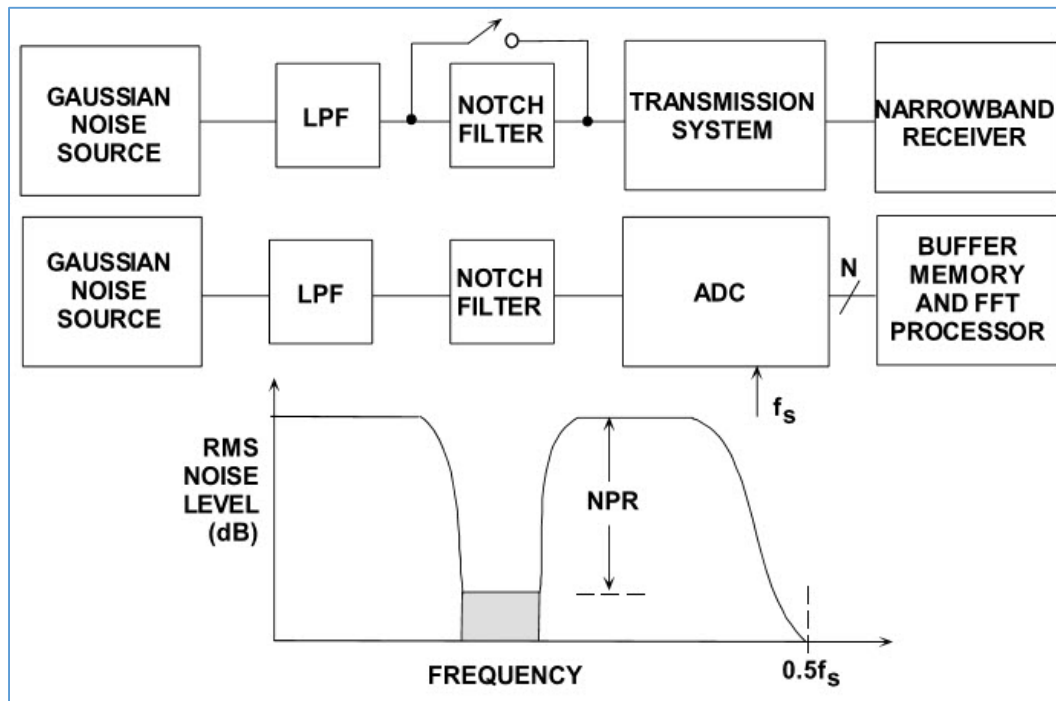 GAUSSIAN
NOISE
SOURCE
LPF
NOTCH
FILTER
TRANSMISSION
SYSTEM
NARROWBAND
RECEIVER
GAUSSIAN
NOISE
SOURCE
LPF
NOTCH
FILTER
ADC
N
BUFFER
MEMORY
AND FFT
PROCESSOR
fs
RMS
NOISE
LEVEL
(dB)
NPR
FREQUENCY
0.5fs